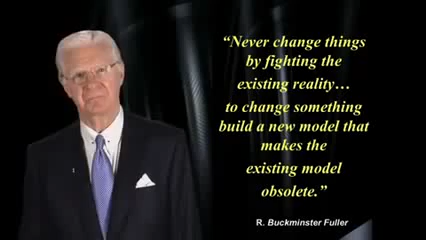 “Never change things
by fighting the
existing reality…
to change something
build a new model that
makes the
existing model
obsolete.”
R. Buckminster Fuller